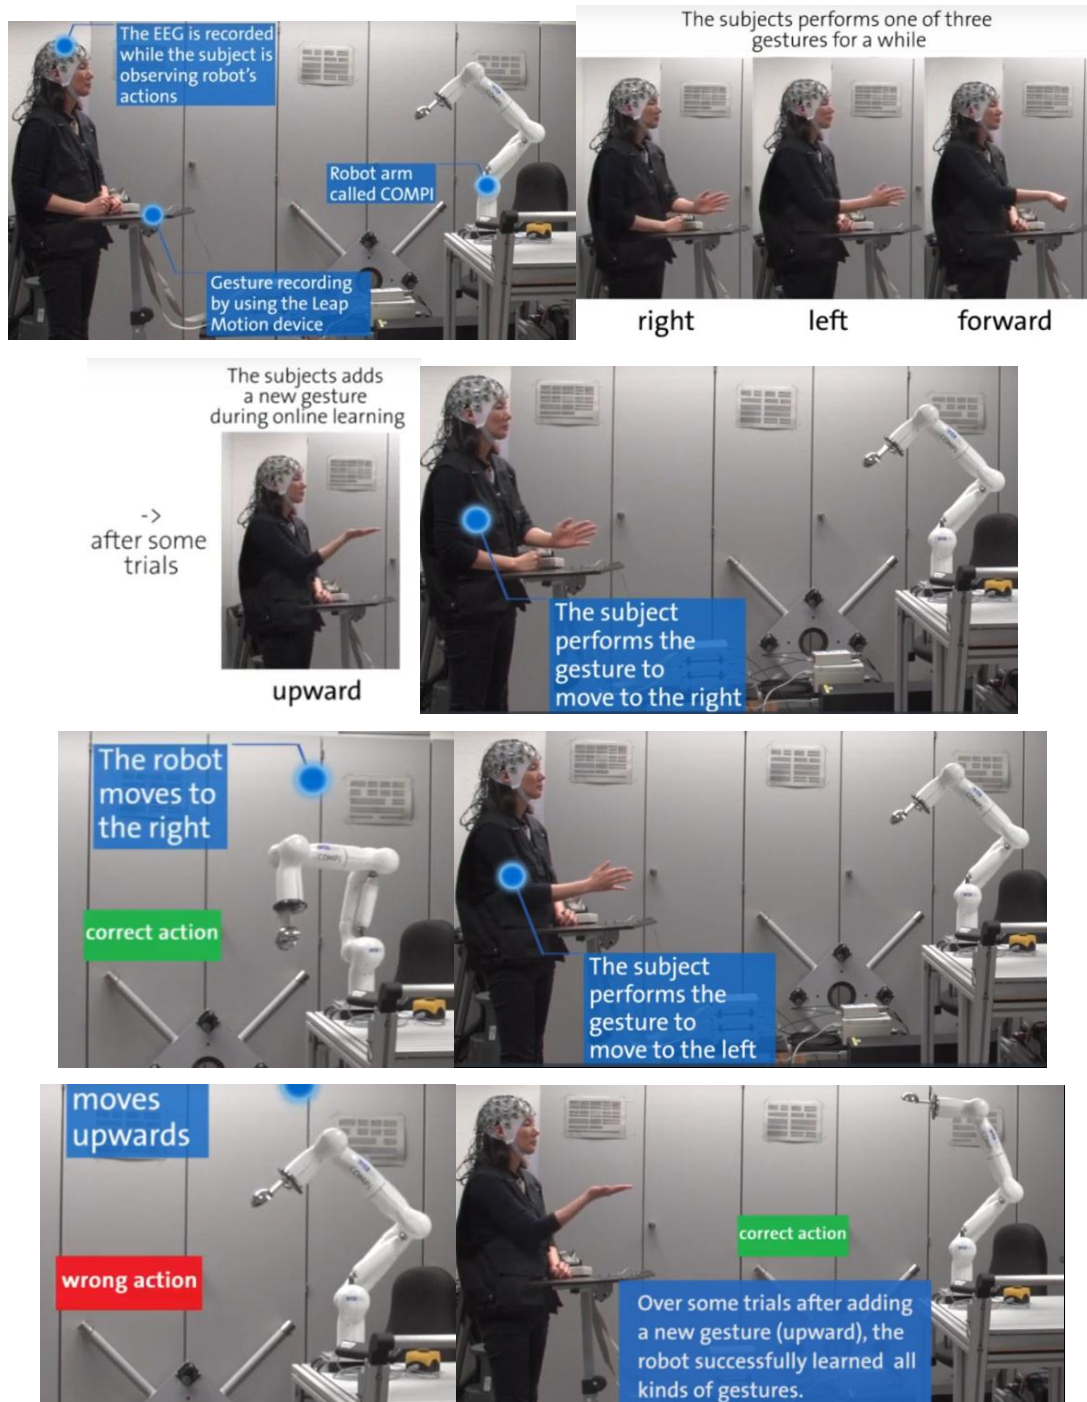 The EEG is recorded
while the subject is
observing robot's
actions
Robot arm
called COMPI
Gesture recording
by using the Leap
Motion device
The subjects performs one of three
gestures for a while
right
left
forward
The subjects adds
a new gesture
during online learning
->
after some
trials
upward
The subject
performs the
gesture to
move to the right
COMPI
The robot
moves to
the right
correct action
COMPI
The subject
performs the
gesture to
move to the left
moves
upwards
wrong action
correct action
Over some trials after adding
a new gesture (upward), the
robot successfully learned all
kinds of gestures.